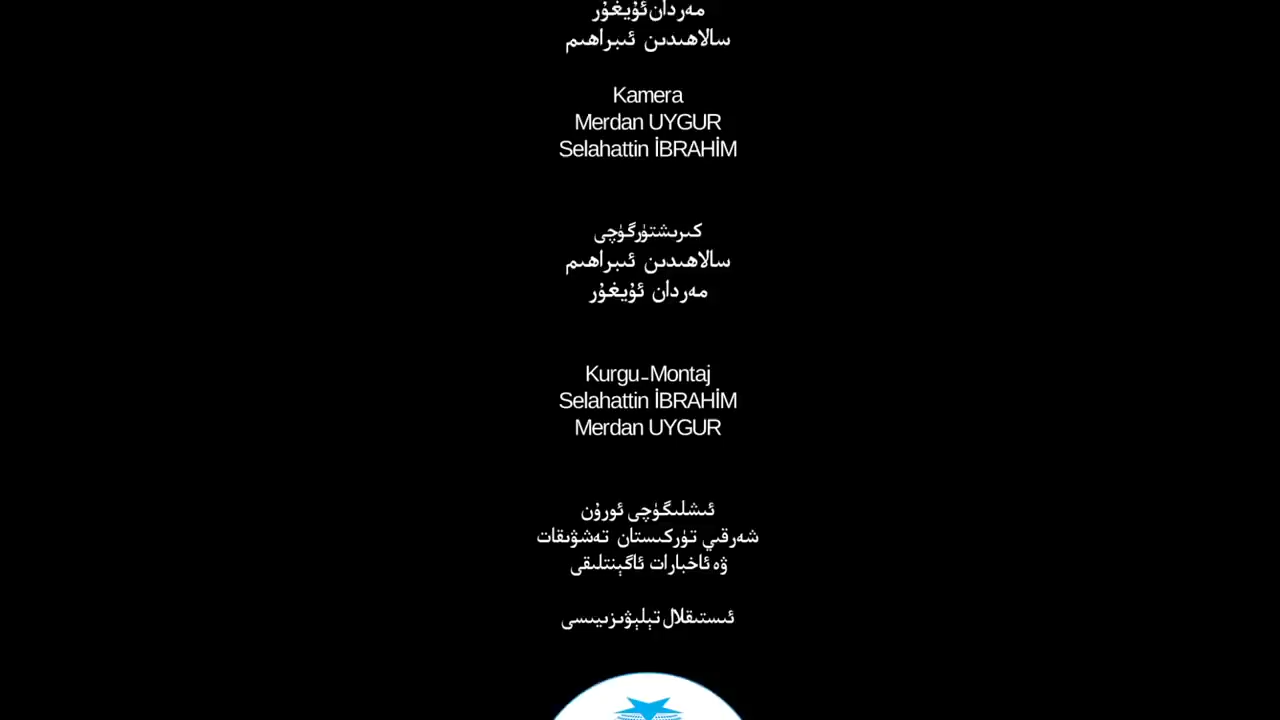 مەردان ئۇيغۇر
سالاھىدىن ئىبراھىم
Kamera
Merdan UYGUR
Selahattin İBRAHİM
كىرىشتۈرگۈچى
سالاھىدىن ئىبراھىم
مەردان ئۇيغۇر
Kurgu-Montaj
Selahattin İBRAHİM
Merdan UYGUR
ئىشلىگۈچى ئورۇن
شەرقىي تۈركىستان تەشۋىقات
ۋە ئاخبارات ئاگېنتلىقى
ئىستىقلال تېلېۋىزىيىسى